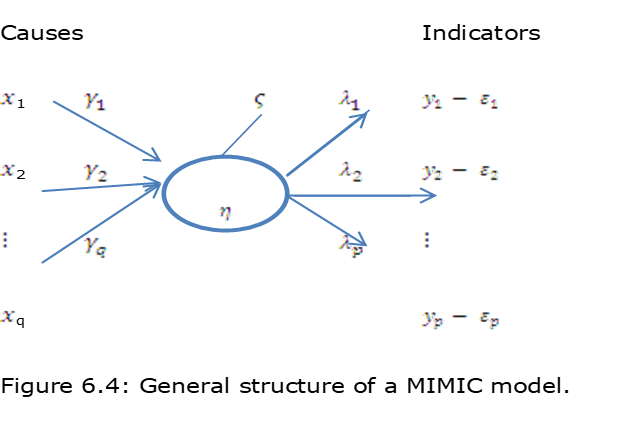 Causes Indicators
x1 γ1 ς λ1 y1 − ε1
x2 γ2 λ2 y2 − ε2
⋮ γq η λp ⋮
xq yp − εp
Figure 6.4: General structure of a MIMIC model.